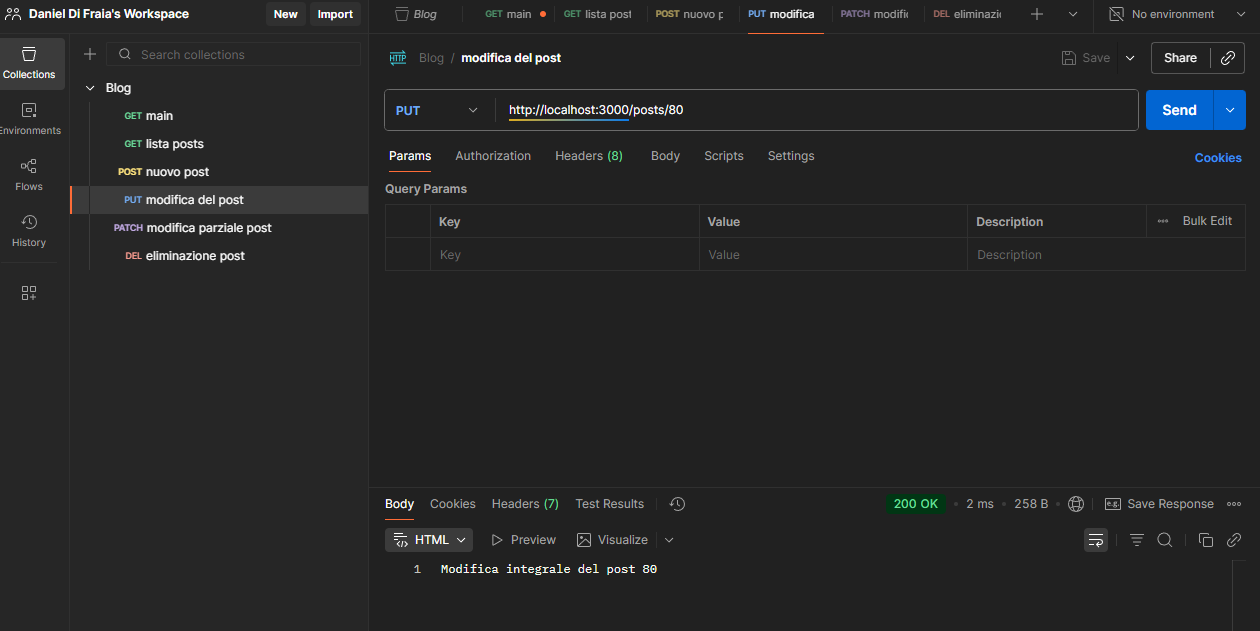 Daniel Di Fraia's Workspace
New
Import
Blog
GET main
GET lista post
POST nuovo p
PUT modifica
PATCH modific
DEL eliminazi
No environment
Collections
Environments
Flows
History
Search collections
Blog
GET main
GET lista posts
POST nuovo post
PUT modifica del post
PATCH modifica parziale post
DEL eliminazione post
HTTP Blog / modifica del post
Save
Share
PUT
http://localhost:3000/posts/80
Send
Params
Authorization
Headers (8)
Body
Scripts
Settings
Cookies
Query Params
Key
Value
Description
Bulk Edit
Key
Value
Description
Body
Cookies
Headers (7)
Test Results
200 OK
2 ms
258 B
e.g.
Save Response
HTML
Preview
Visualize
1 Modifica integrale del post 80